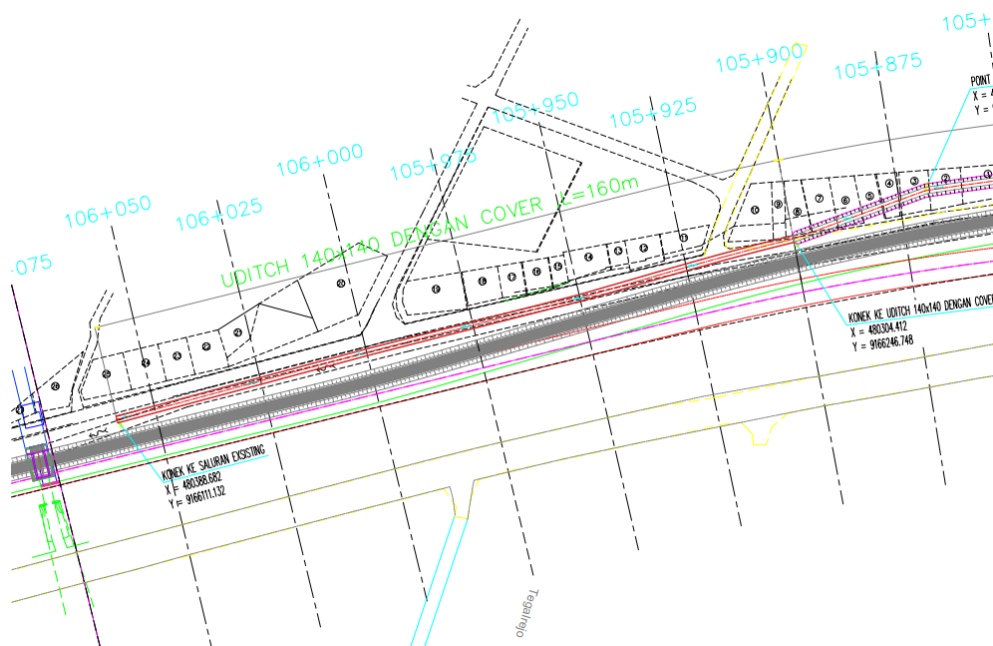 105+
105+900
105+875
POINT
X = 4
Y =
105+950
105+925
106+000
105+975
106+050
106+025
-075
UDITCH 140x140 DENGAN COVER L=160m
KONEK KE UDITCH 140x140 DENGAN COVER
X = 480304.412
Y = 9166246.748
KONEK KE SALURAN EXSISTING
X = 480388.682
Y = 9166111.132
Tegalrejo